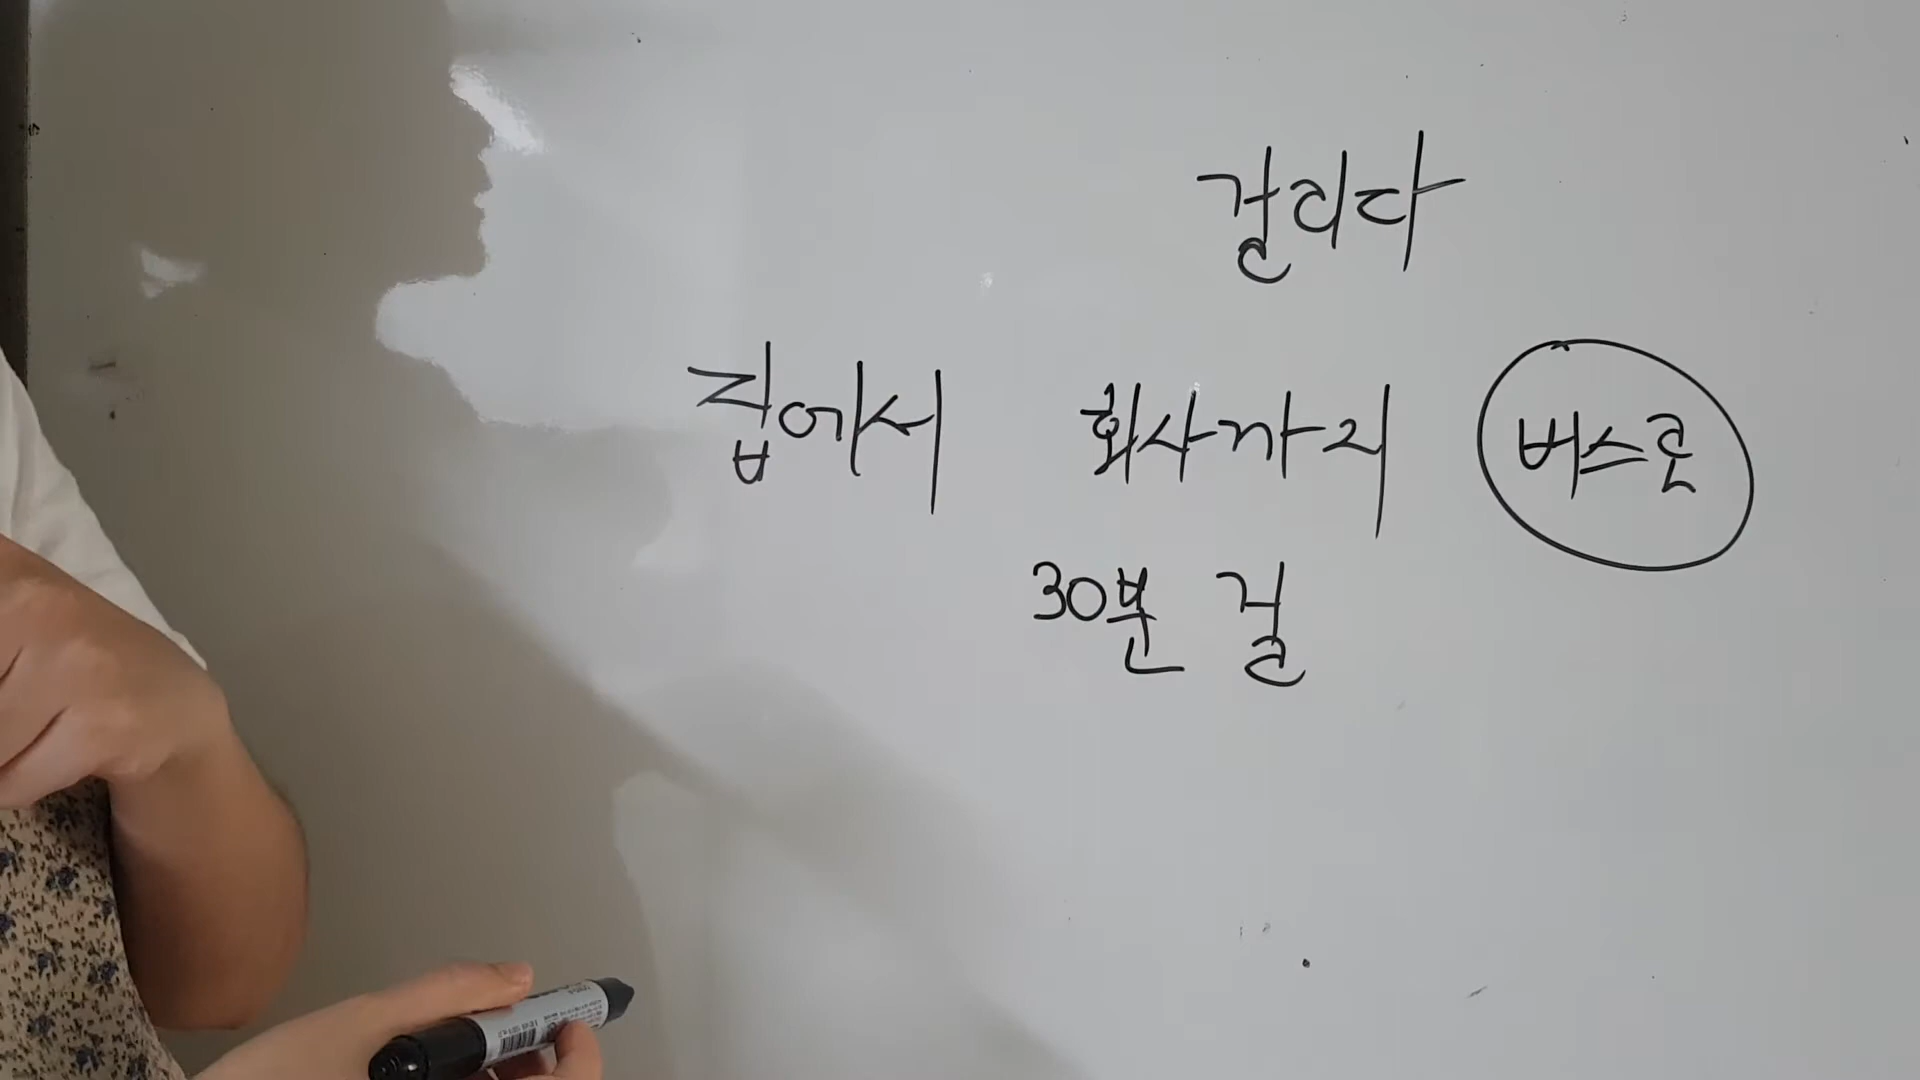 걸리다
집에서 회사까지 버스로
30분 걸